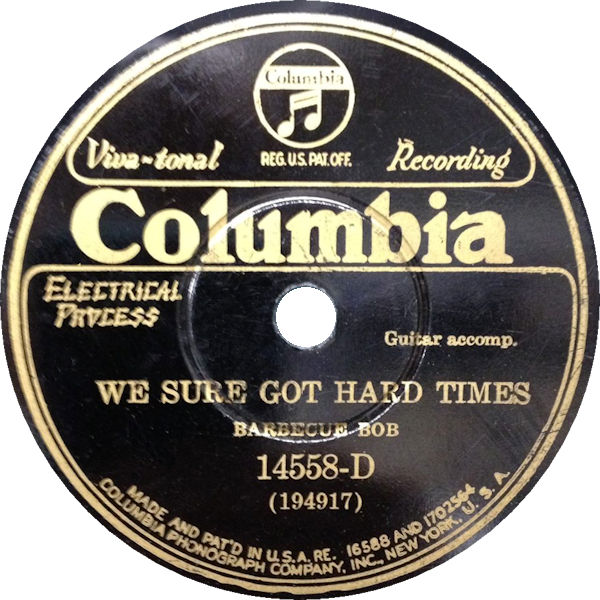 Columbia
REG. U.S. PAT. OFF.
Viva-tonal Recording
Columbia
ELECTRICAL
PROCESS
Guitar accomp.
WE SURE GOT HARD TIMES
BARBECUE BOB
14558-D
(194917)
MADE AND PAT'D IN U.S.A. RE. 16588 AND 1702564
COLUMBIA PHONOGRAPH COMPANY, INC., NEW YORK, U. S. A.